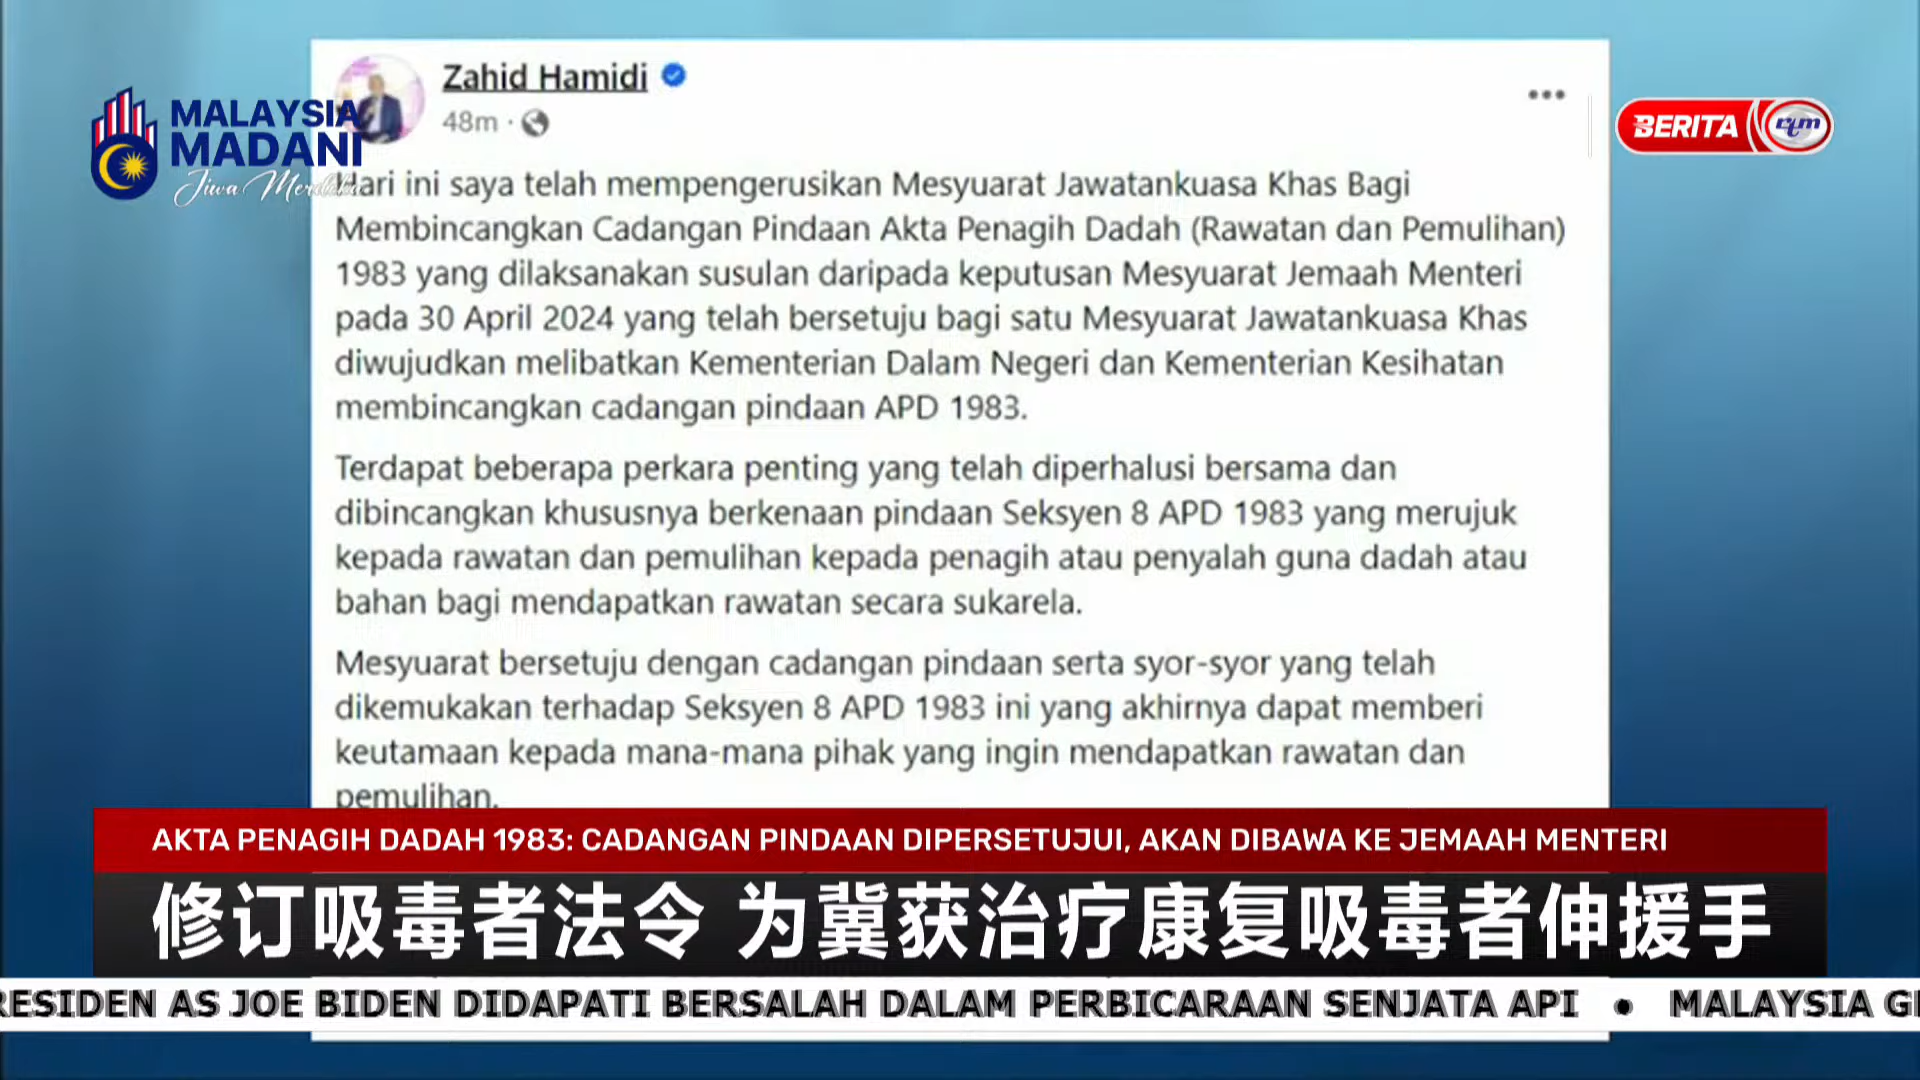 Zahid Hamidi
48m
MALAYSIA
MADANI
Jiwa Merdeka
BERITA rtm
Hari ini saya telah mempengerusikan Mesyuarat Jawatankuasa Khas Bagi
Membincangkan Cadangan Pindaan Akta Penagih Dadah (Rawatan dan Pemulihan)
1983 yang dilaksanakan susulan daripada keputusan Mesyuarat Jemaah Menteri
pada 30 April 2024 yang telah bersetuju bagi satu Mesyuarat Jawatankuasa Khas
diwujudkan melibatkan Kementerian Dalam Negeri dan Kementerian Kesihatan
membincangkan cadangan pindaan APD 1983.
Terdapat beberapa perkara penting yang telah diperhalusi bersama dan
dibincangkan khususnya berkenaan pindaan Seksyen 8 APD 1983 yang merujuk
kepada rawatan dan pemulihan kepada penagih atau penyalah guna dadah atau
bahan bagi mendapatkan rawatan secara sukarela.
Mesyuarat bersetuju dengan cadangan pindaan serta syor-syor yang telah
dikemukakan terhadap Seksyen 8 APD 1983 ini yang akhirnya dapat memberi
keutamaan kepada mana-mana pihak yang ingin mendapatkan rawatan dan
pemulihan.
AKTA PENAGIH DADAH 1983: CADANGAN PINDAAN DIPERSETUJUI, AKAN DIBAWA KE JEMAAH MENTERI
修订吸毒者法令 为冀获治疗康复吸毒者伸援手
RESIDEN AS JOE BIDEN DIDAPATI BERSALAH DALAM PERBICARAAN SENJATA API • MALAYSIA G